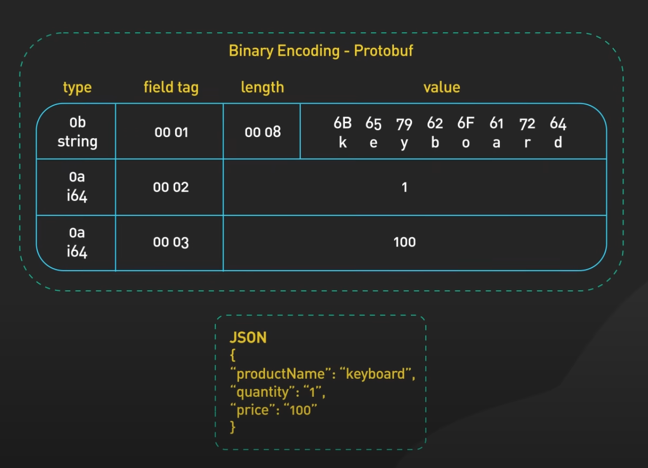 Binary Encoding - Protobuf
type field tag length value
0b string 00 01 00 08 6B 65 79 62 6F 61 72 64
k e y b o a r d
0a i64 00 02 1
0a i64 00 03 100
JSON
{
“productName”: “keyboard”,
“quantity”: “1”,
“price”: “100”
}